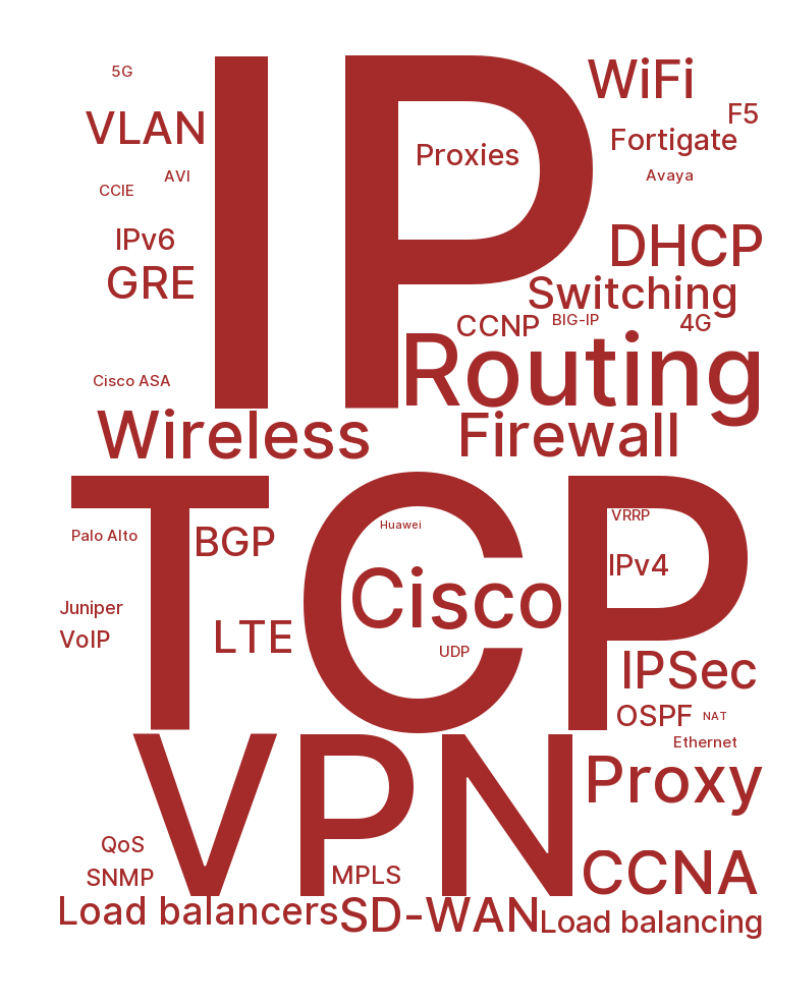 IP
WiFi
5G
F5
VLAN
Fortigate
Proxies
AVI
Avaya
CCIE
IPv6
DHCP
GRE
Switching
CCNP
BIG-IP
4G
Routing
Cisco ASA
Wireless
Firewall
TCP
VRRP
Huawei
Palo Alto
BGP
IPv4
Cisco
Juniper
VoIP
LTE
UDP
IPSec
OSPF
NAT
Ethernet
VPN
Proxy
QoS
SNMP
MPLS
CCNA
Load balancers
SD-WAN
Load balancing